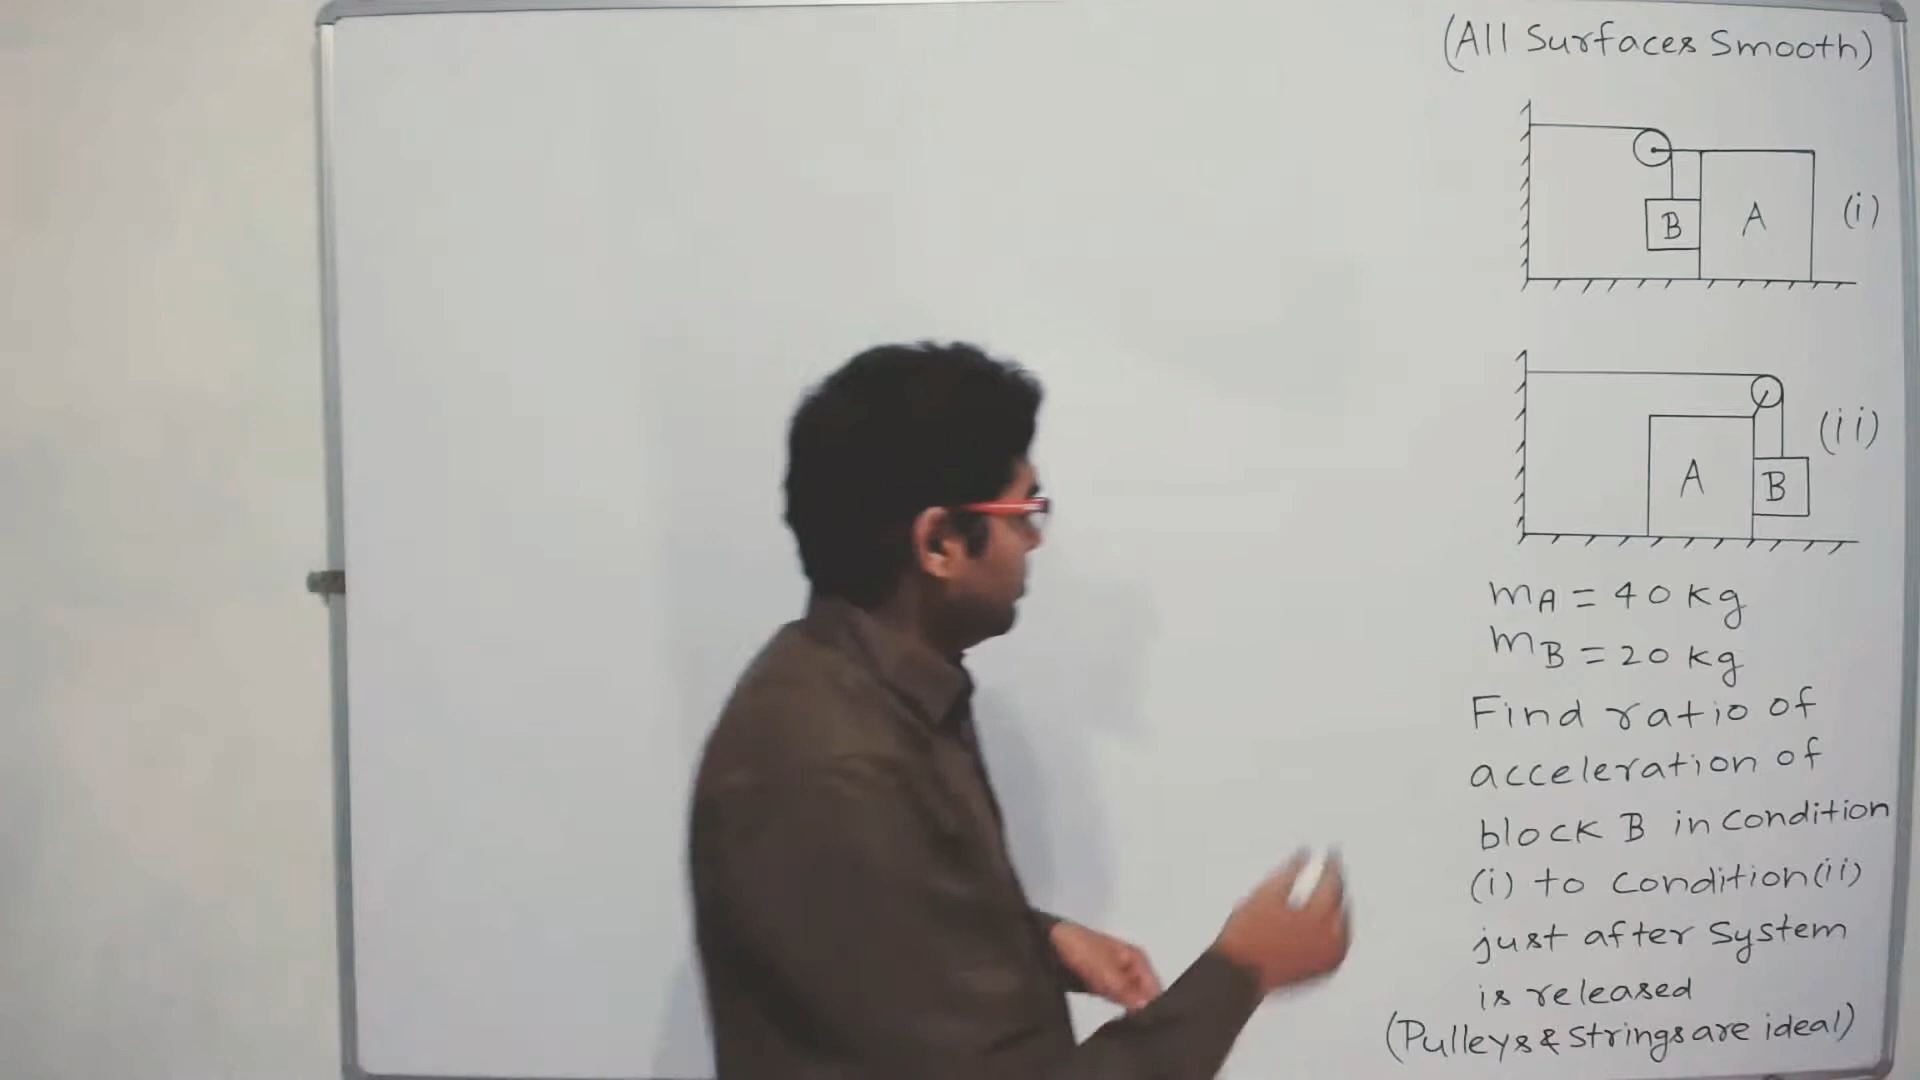 (All Surfaces Smooth)
B
A
(i)
(ii)
A
B
mA = 40 kg
mB = 20 kg
Find ratio of
acceleration of
block B in condition
(i) to condition(ii)
just after system
is released
(Pulleys & Strings are ideal)